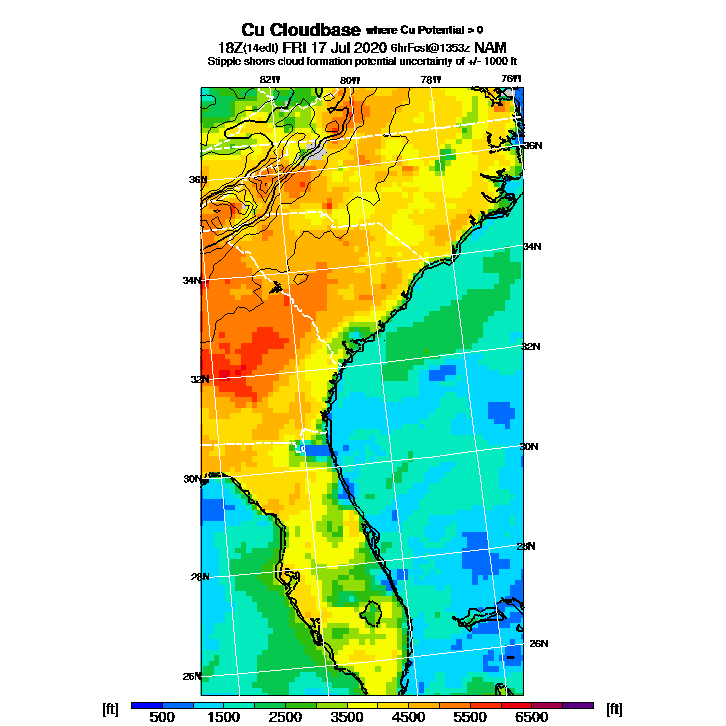 Cu Cloudbase where Cu Potential > 0
18Z(14edt) FRI 17 Jul 2020 6hrFcst@1353z NAM
Stipple shows cloud formation potential uncertainty of +/- 1000 ft
82W 80W 78W 76W
36N
36N
34N
34N
32N
32N
30N
30N
28N
28N
26N
26N
[ft] 500 1500 2500 3500 4500 5500 6500 [ft]